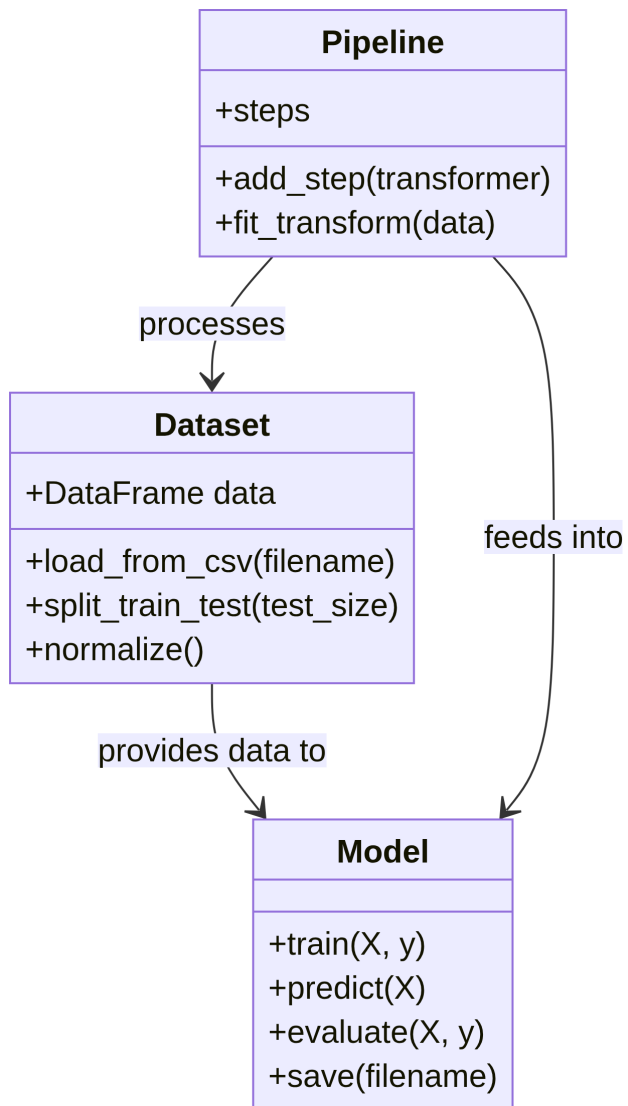 Pipeline
+steps
+add_step(transformer)
+fit_transform(data)
processes
Dataset
+DataFrame data
+load_from_csv(filename)
+split_train_test(test_size)
+normalize()
feeds into
provides data to
Model
+train(X, y)
+predict(X)
+evaluate(X, y)
+save(filename)